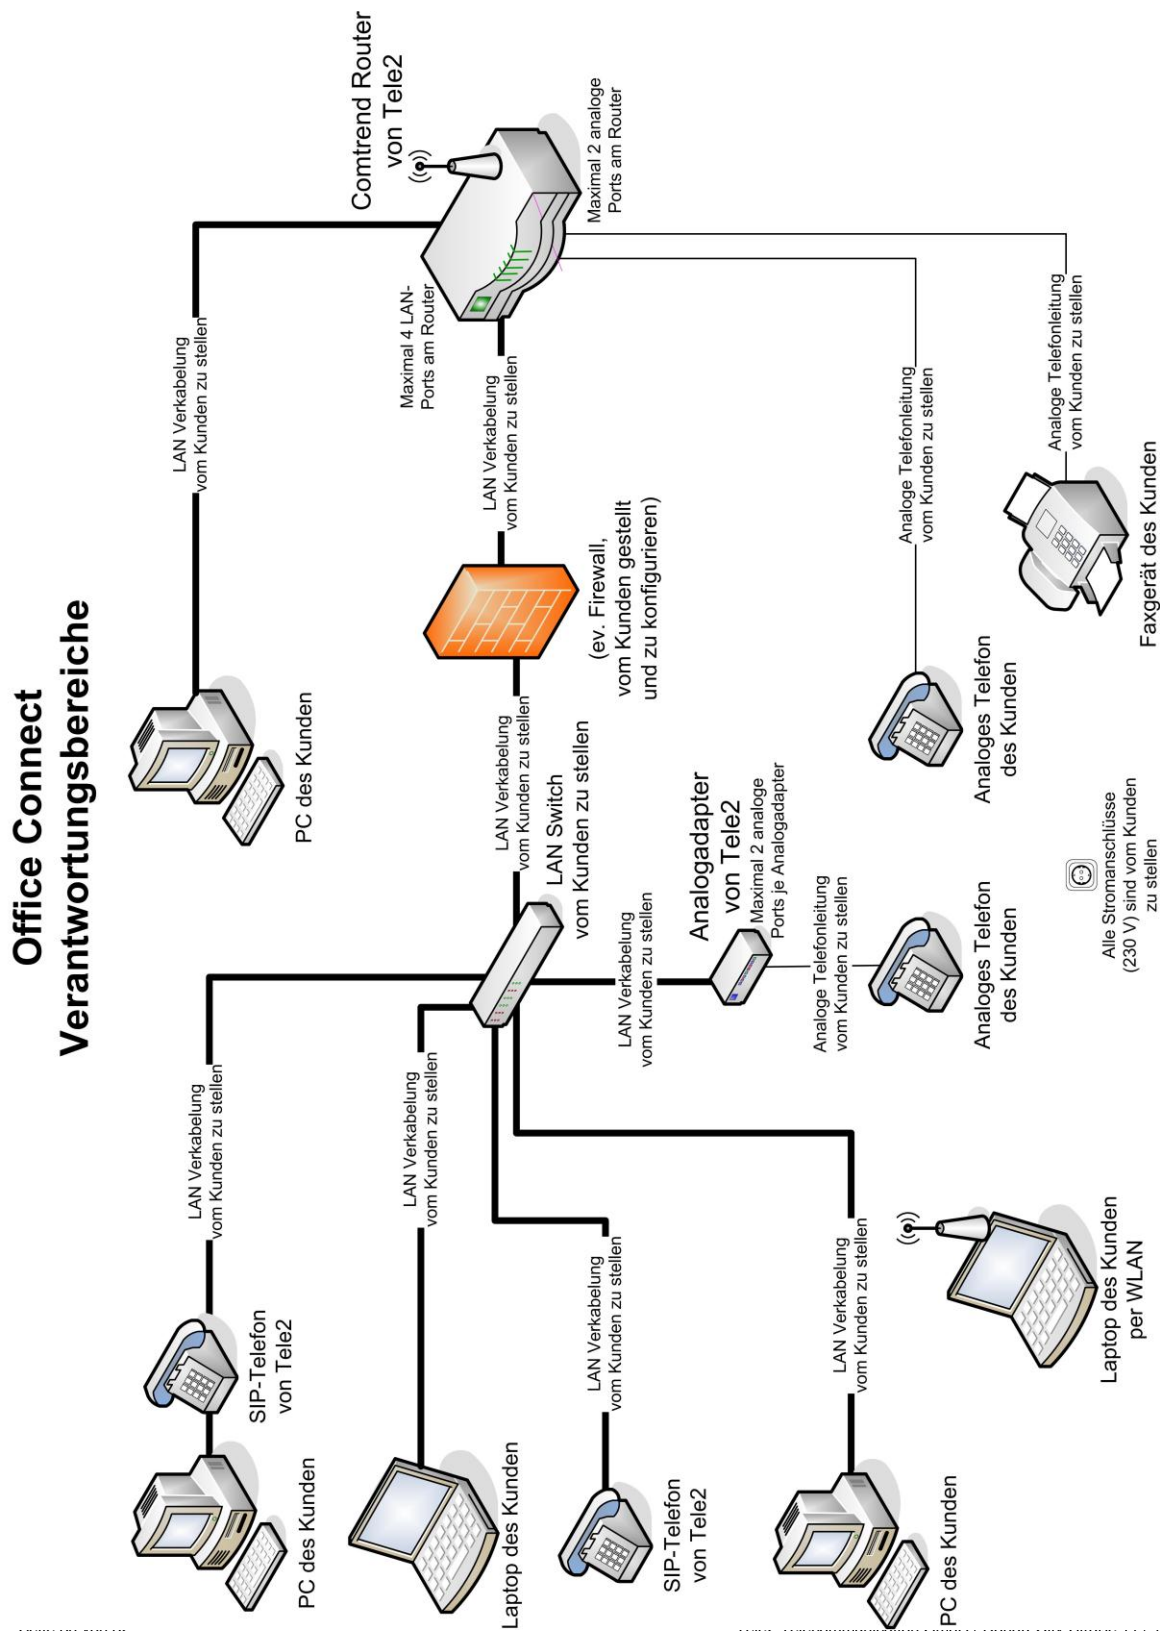 Office Connect
Verantwortungsbereiche
PC des Kunden
SIP-Telefon
von Tele2
LAN Verkabelung
vom Kunden zu stellen
PC des Kunden
LAN Verkabelung
vom Kunden zu stellen
Comtrend Router
von Tele2
Maximal 4 LAN-
Ports am Router
Maximal 2 analoge
Ports am Router
Laptop des Kunden
LAN Verkabelung
vom Kunden zu stellen
LAN Switch
vom Kunden zu stellen
LAN Verkabelung
vom Kunden zu stellen
(ev. Firewall,
vom Kunden gestellt
und zu konfigurieren)
LAN Verkabelung
vom Kunden zu stellen
SIP-Telefon
von Tele2
LAN Verkabelung
vom Kunden zu stellen
LAN Verkabelung
vom Kunden zu stellen
Analogadapter
von Tele2
Maximal 2 analoge
Ports je Analogadapter
PC des Kunden
LAN Verkabelung
vom Kunden zu stellen
Analoge Telefonleitung
vom Kunden zu stellen
Analoges Telefon
des Kunden
Analoges Telefon
des Kunden
Analoge Telefonleitung
vom Kunden zu stellen
Laptop des Kunden
per WLAN
Alle Stromanschlüsse
(230 V) sind vom Kunden
zu stellen
Faxgerät des Kunden
Analoge Telefonleitung
vom Kunden zu stellen